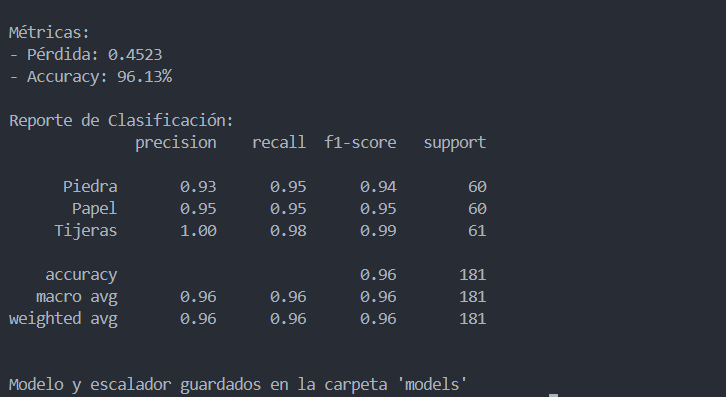 Métricas:
- Pérdida: 0.4523
- Accuracy: 96.13%
Reporte de Clasificación:
precision recall f1-score support
Piedra 0.93 0.95 0.94 60
Papel 0.95 0.95 0.95 60
Tijeras 1.00 0.98 0.99 61
accuracy 0.96 181
macro avg 0.96 0.96 0.96 181
weighted avg 0.96 0.96 0.96 181
Modelo y escalador guardados en la carpeta 'models'